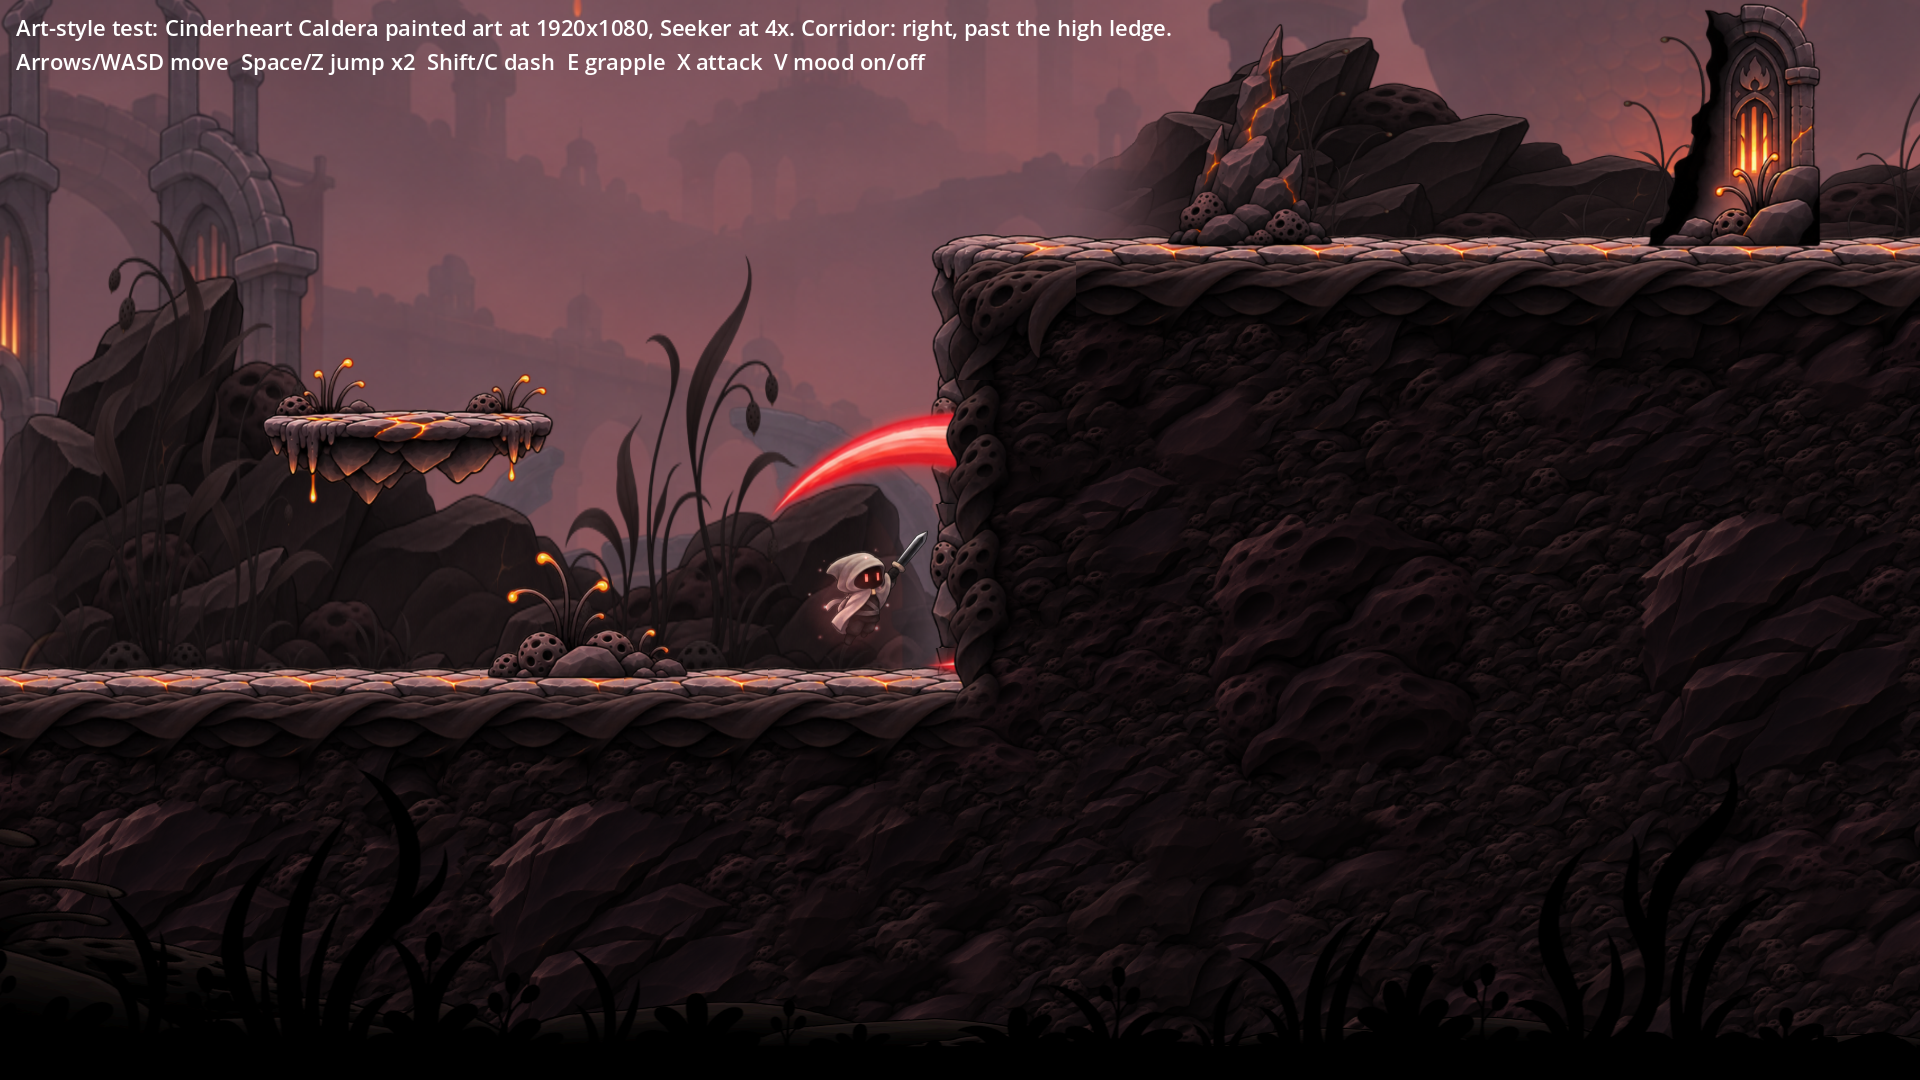 Art-style test: Cinderheart Caldera painted art at 1920x1080, Seeker at 4x. Corridor: right, past the high ledge.
Arrows/WASD move  Space/Z jump x2  Shift/C dash  E grapple  X attack  V mood on/off